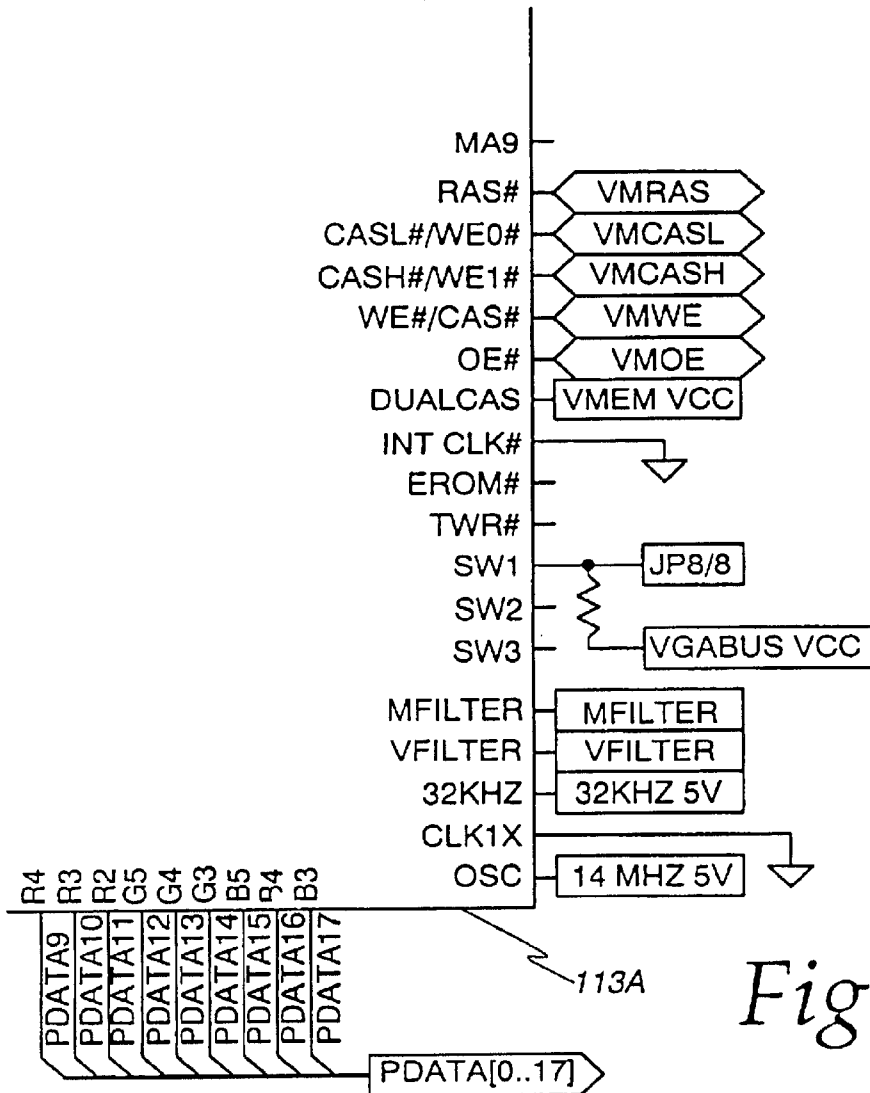 MA9
RAS# VMRAS
CASL#/WE0# VMCASL
CASH#/WE1# VMCASH
WE#/CAS# VMWE
OE# VMOE
DUALCAS VMEM VCC
INT CLK#
EROM#
TWR#
SW1 JP8/8
SW2
SW3 VGABUS VCC
MFILTER MFILTER
VFILTER VFILTER
32KHZ 32KHZ 5V
CLK1X
OSC 14 MHZ 5V
R4 R3 R2 G5 G4 G3 B5 B4 B3
PDATA9 PDATA10 PDATA11 PDATA12 PDATA13 PDATA14 PDATA15 PDATA16 PDATA17
113A
Fig
PDATA[0..17]